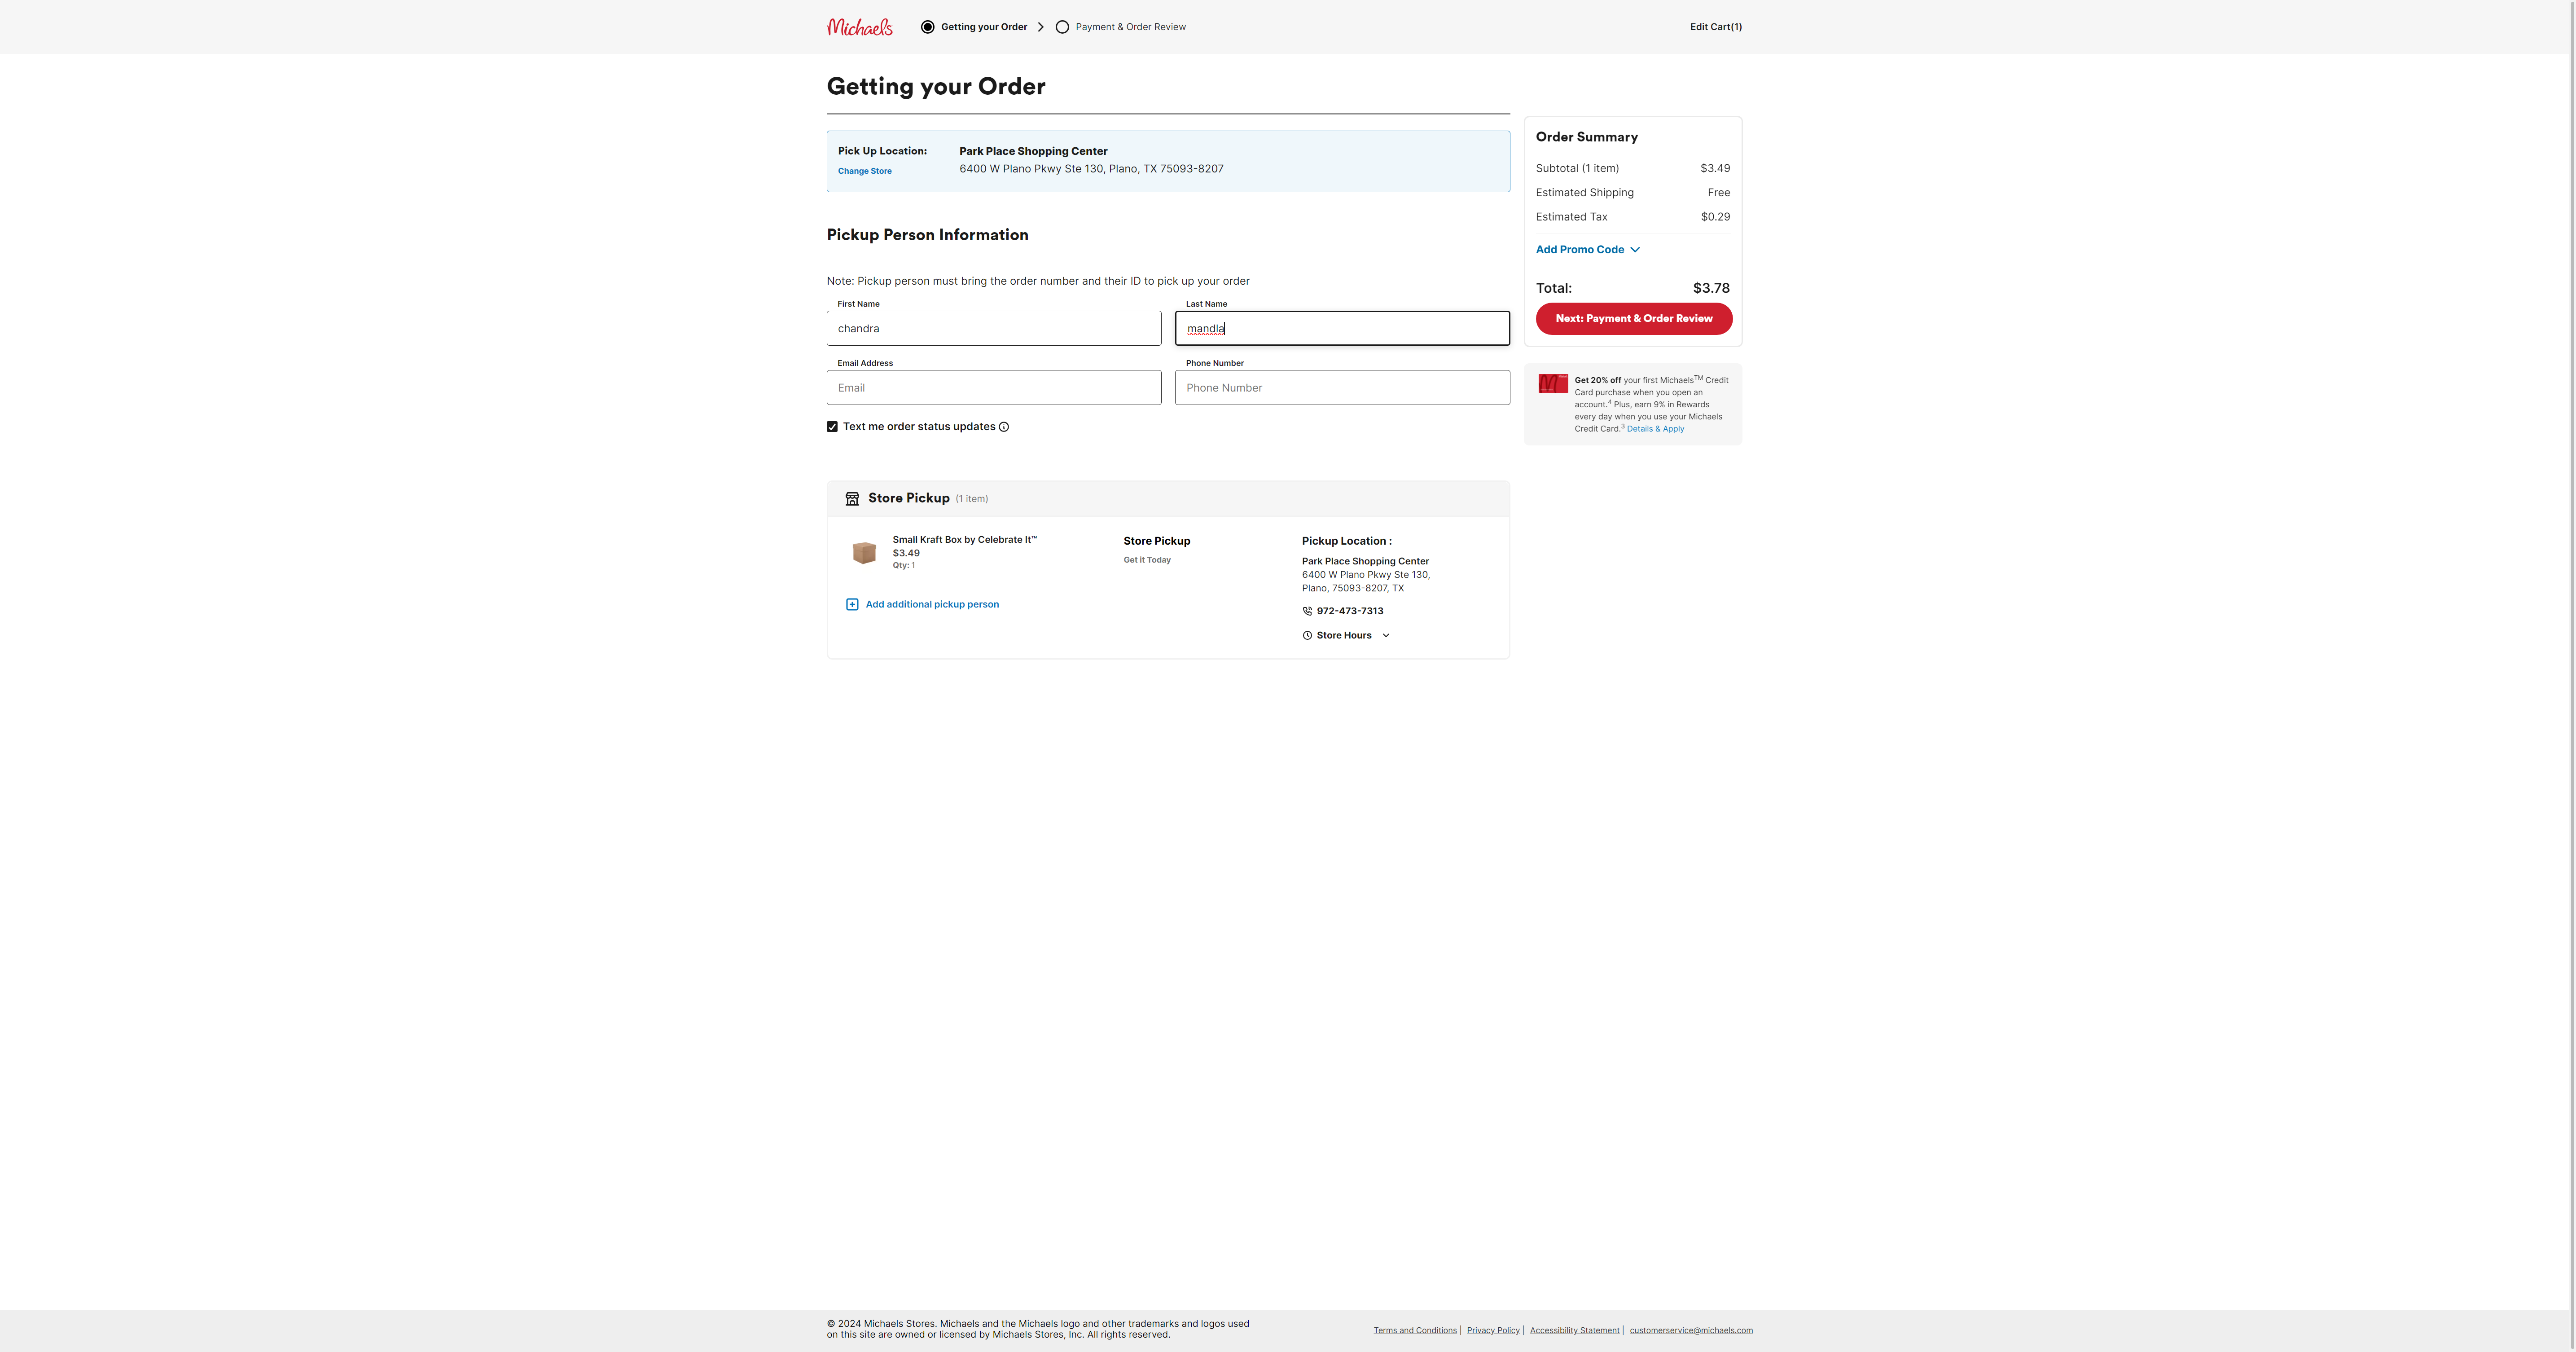 Michaels
Getting your Order
Payment & Order Review
Edit Cart(1)
Getting your Order
Pick Up Location:
Change Store
Park Place Shopping Center
6400 W Plano Pkwy Ste 130, Plano, TX 75093-8207
Pickup Person Information
Note: Pickup person must bring the order number and their ID to pick up your order
First Name
chandra
Last Name
mandla
Email Address
Email
Phone Number
Phone Number
Text me order status updates
Store Pickup (1 item)
Small Kraft Box by Celebrate It™
$3.49
Qty: 1
Add additional pickup person
Store Pickup
Get it Today
Pickup Location :
Park Place Shopping Center
6400 W Plano Pkwy Ste 130,
Plano, 75093-8207, TX
972-473-7313
Store Hours
Order Summary
Subtotal (1 item) $3.49
Estimated Shipping Free
Estimated Tax $0.29
Add Promo Code
Total: $3.78
Next: Payment & Order Review
Get 20% off your first Michaels™ Credit
Card purchase when you open an
account.⁴ Plus, earn 9% in Rewards
every day when you use your Michaels
Credit Card.³ Details & Apply
© 2024 Michaels Stores. Michaels and the Michaels logo and other trademarks and logos used
on this site are owned or licensed by Michaels Stores, Inc. All rights reserved.
Terms and Conditions | Privacy Policy | Accessibility Statement | customerservice@michaels.com